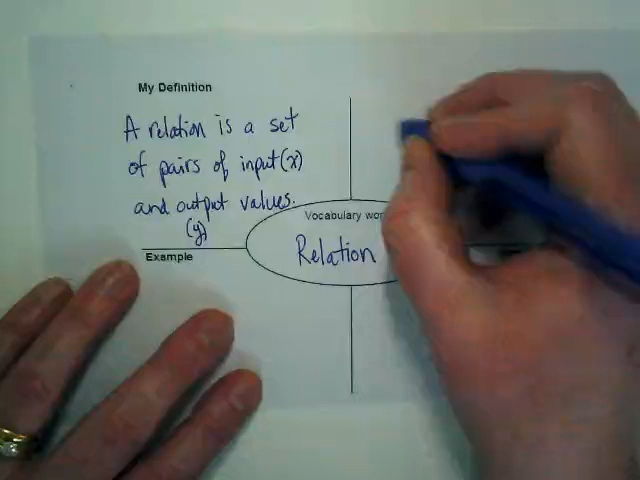 My Definition
A relation is a set
of pairs of input(x)
and output values.
(y)
Vocabulary wor
Relation
Example